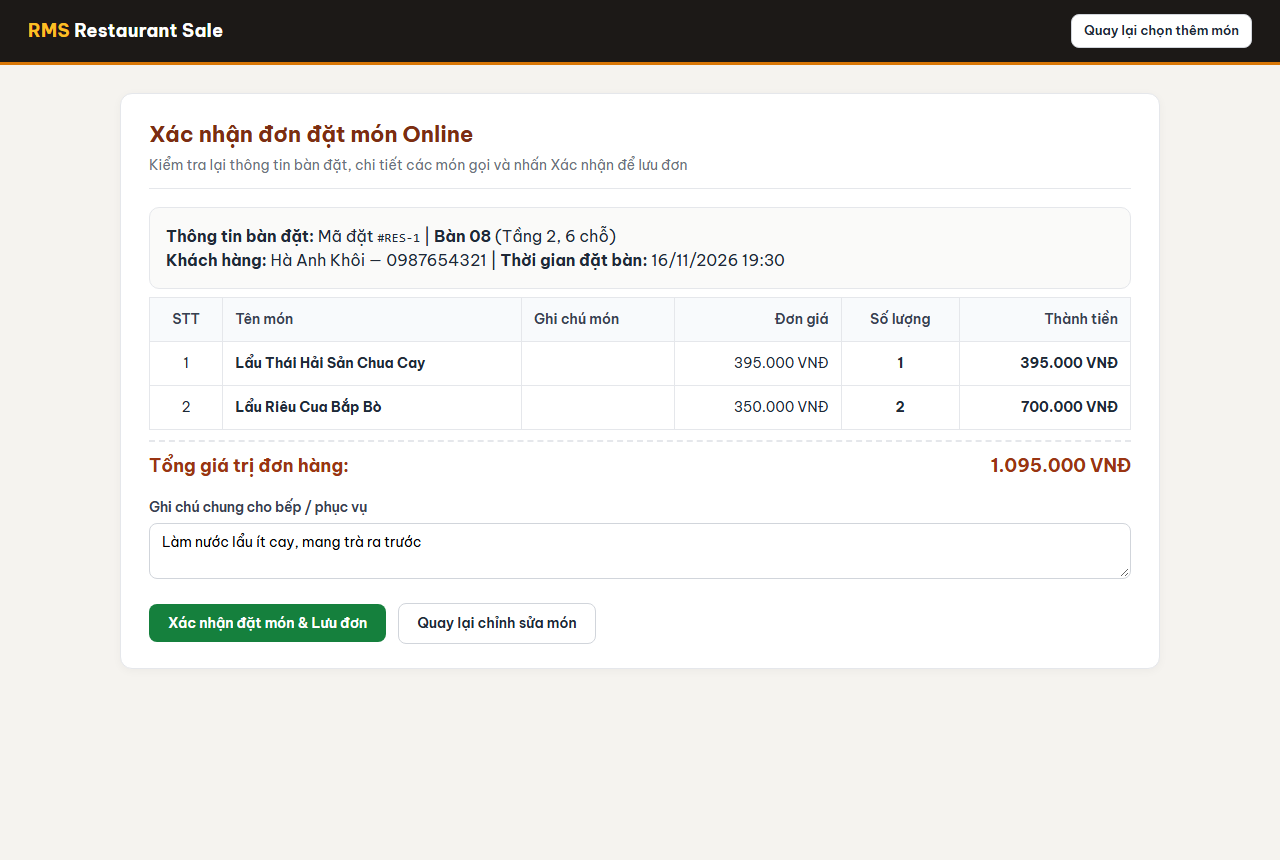 RMS Restaurant Sale
Quay lại chọn thêm món
Xác nhận đơn đặt món Online
Kiểm tra lại thông tin bàn đặt, chi tiết các món gọi và nhấn Xác nhận để lưu đơn
Thông tin bàn đặt: Mã đặt #RES-1 | Bàn 08 (Tầng 2, 6 chỗ)
Khách hàng: Hà Anh Khôi — 0987654321 | Thời gian đặt bàn: 16/11/2026 19:30
STT Tên món Ghi chú món Đơn giá Số lượng Thành tiền
1 Lẩu Thái Hải Sản Chua Cay 395.000 VNĐ 1 395.000 VNĐ
2 Lẩu Riêu Cua Bắp Bò 350.000 VNĐ 2 700.000 VNĐ
Tổng giá trị đơn hàng: 1.095.000 VNĐ
Ghi chú chung cho bếp / phục vụ
Làm nước lẩu ít cay, mang trà ra trước
Xác nhận đặt món & Lưu đơn
Quay lại chỉnh sửa món